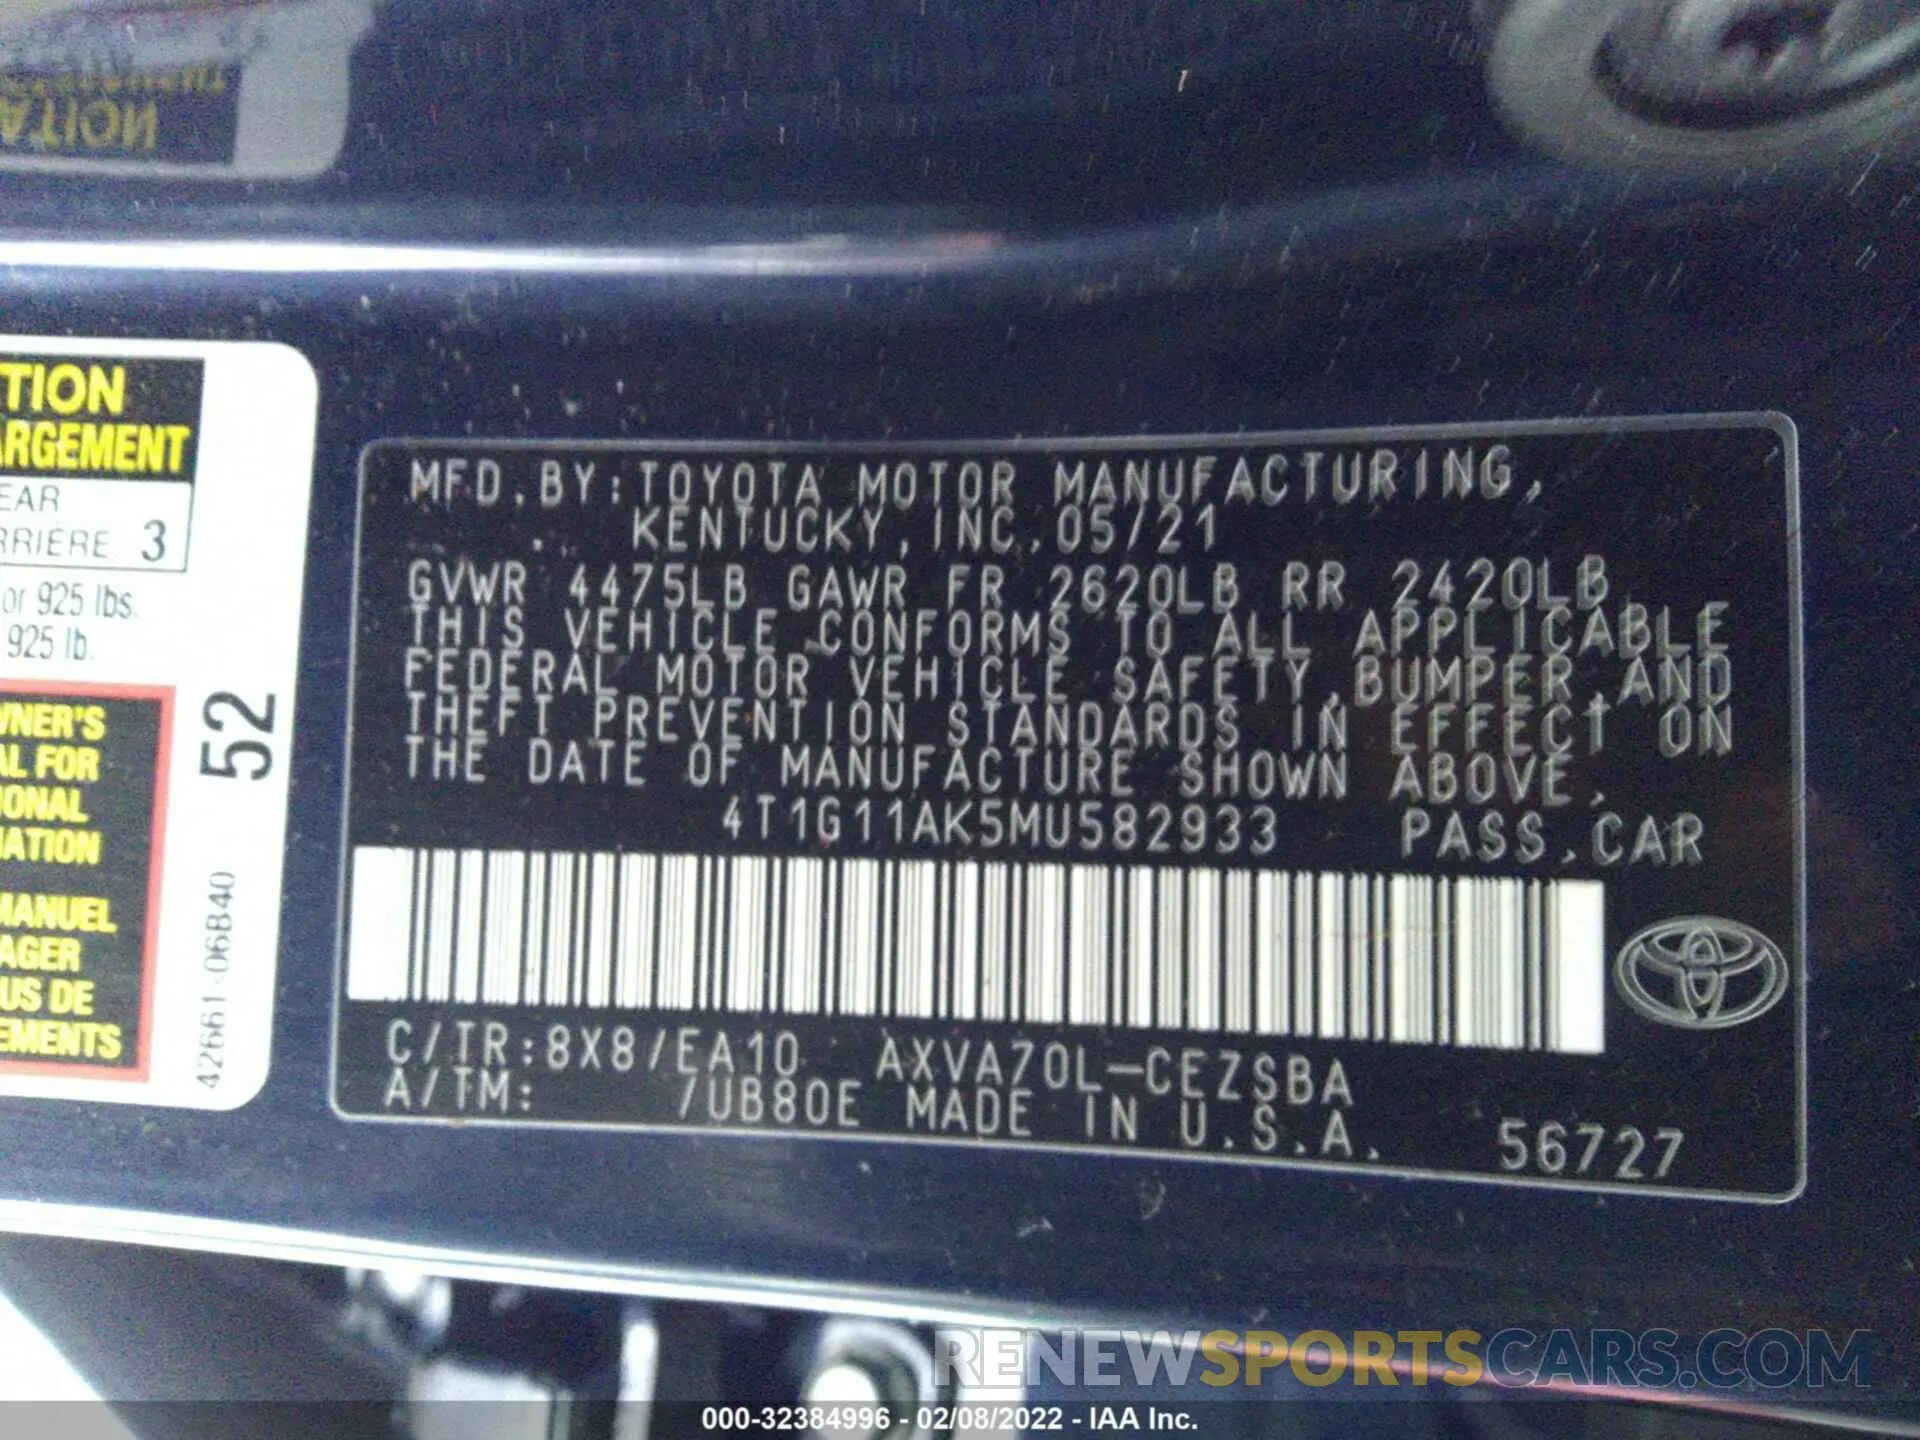 TION
ARGEMENT
EAR
RRIÈRE 3
or 925 lbs.
925 lb.
WNER'S
AL FOR
IONAL
MATION
MANUEL
AGER
US DE
EMENTS
52
42661-06B40
MFD.BY:TOYOTA MOTOR MANUFACTURING,
KENTUCKY,INC.05/21
GVWR 4475LB GAWR FR 2620LB RR 2420LB
THIS VEHICLE CONFORMS TO ALL APPLICABLE
FEDERAL MOTOR VEHICLE SAFETY,BUMPER,AND
THEFT PREVENTION STANDARDS IN EFFECT ON
THE DATE OF MANUFACTURE SHOWN ABOVE.
4T1G11AK5MU582933 PASS.CAR
C/TR:8X8/EA10 AXVA70L-CEZSBA
A/TM: /UB80E MADE IN U.S.A.
56727
RENEWSPORTSCARS.COM
000-32384996 - 02/08/2022 - IAA Inc.